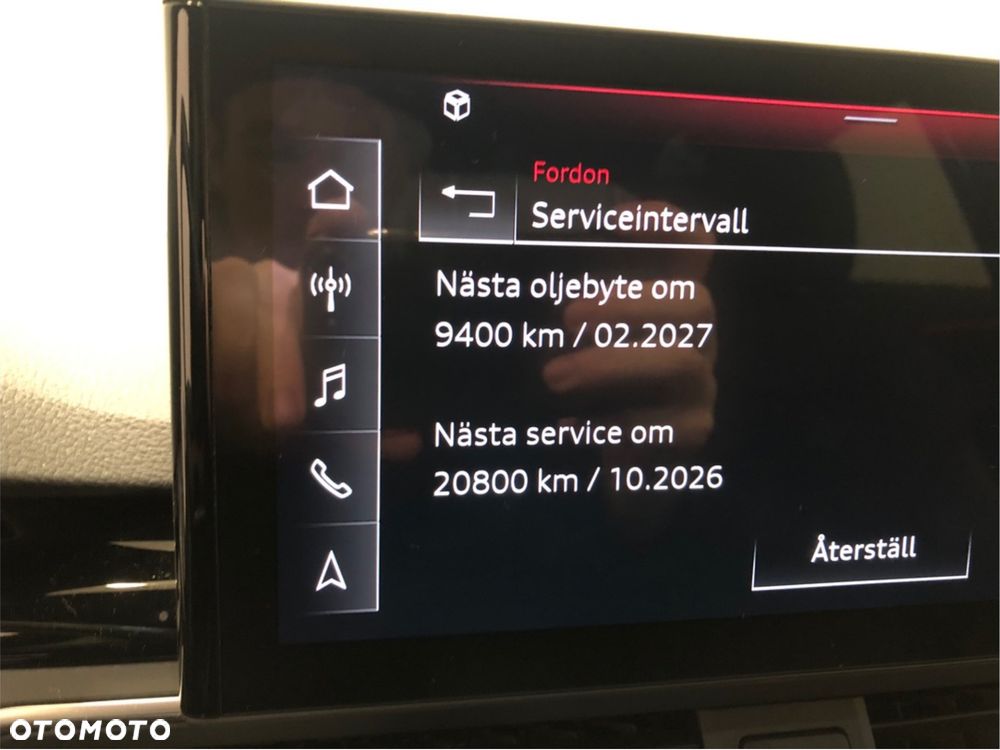 Fordon
Serviceintervall
Nästa oljebyte om
9400 km / 02.2027
Nästa service om
20800 km / 10.2026
Återställ
OTOMOTO